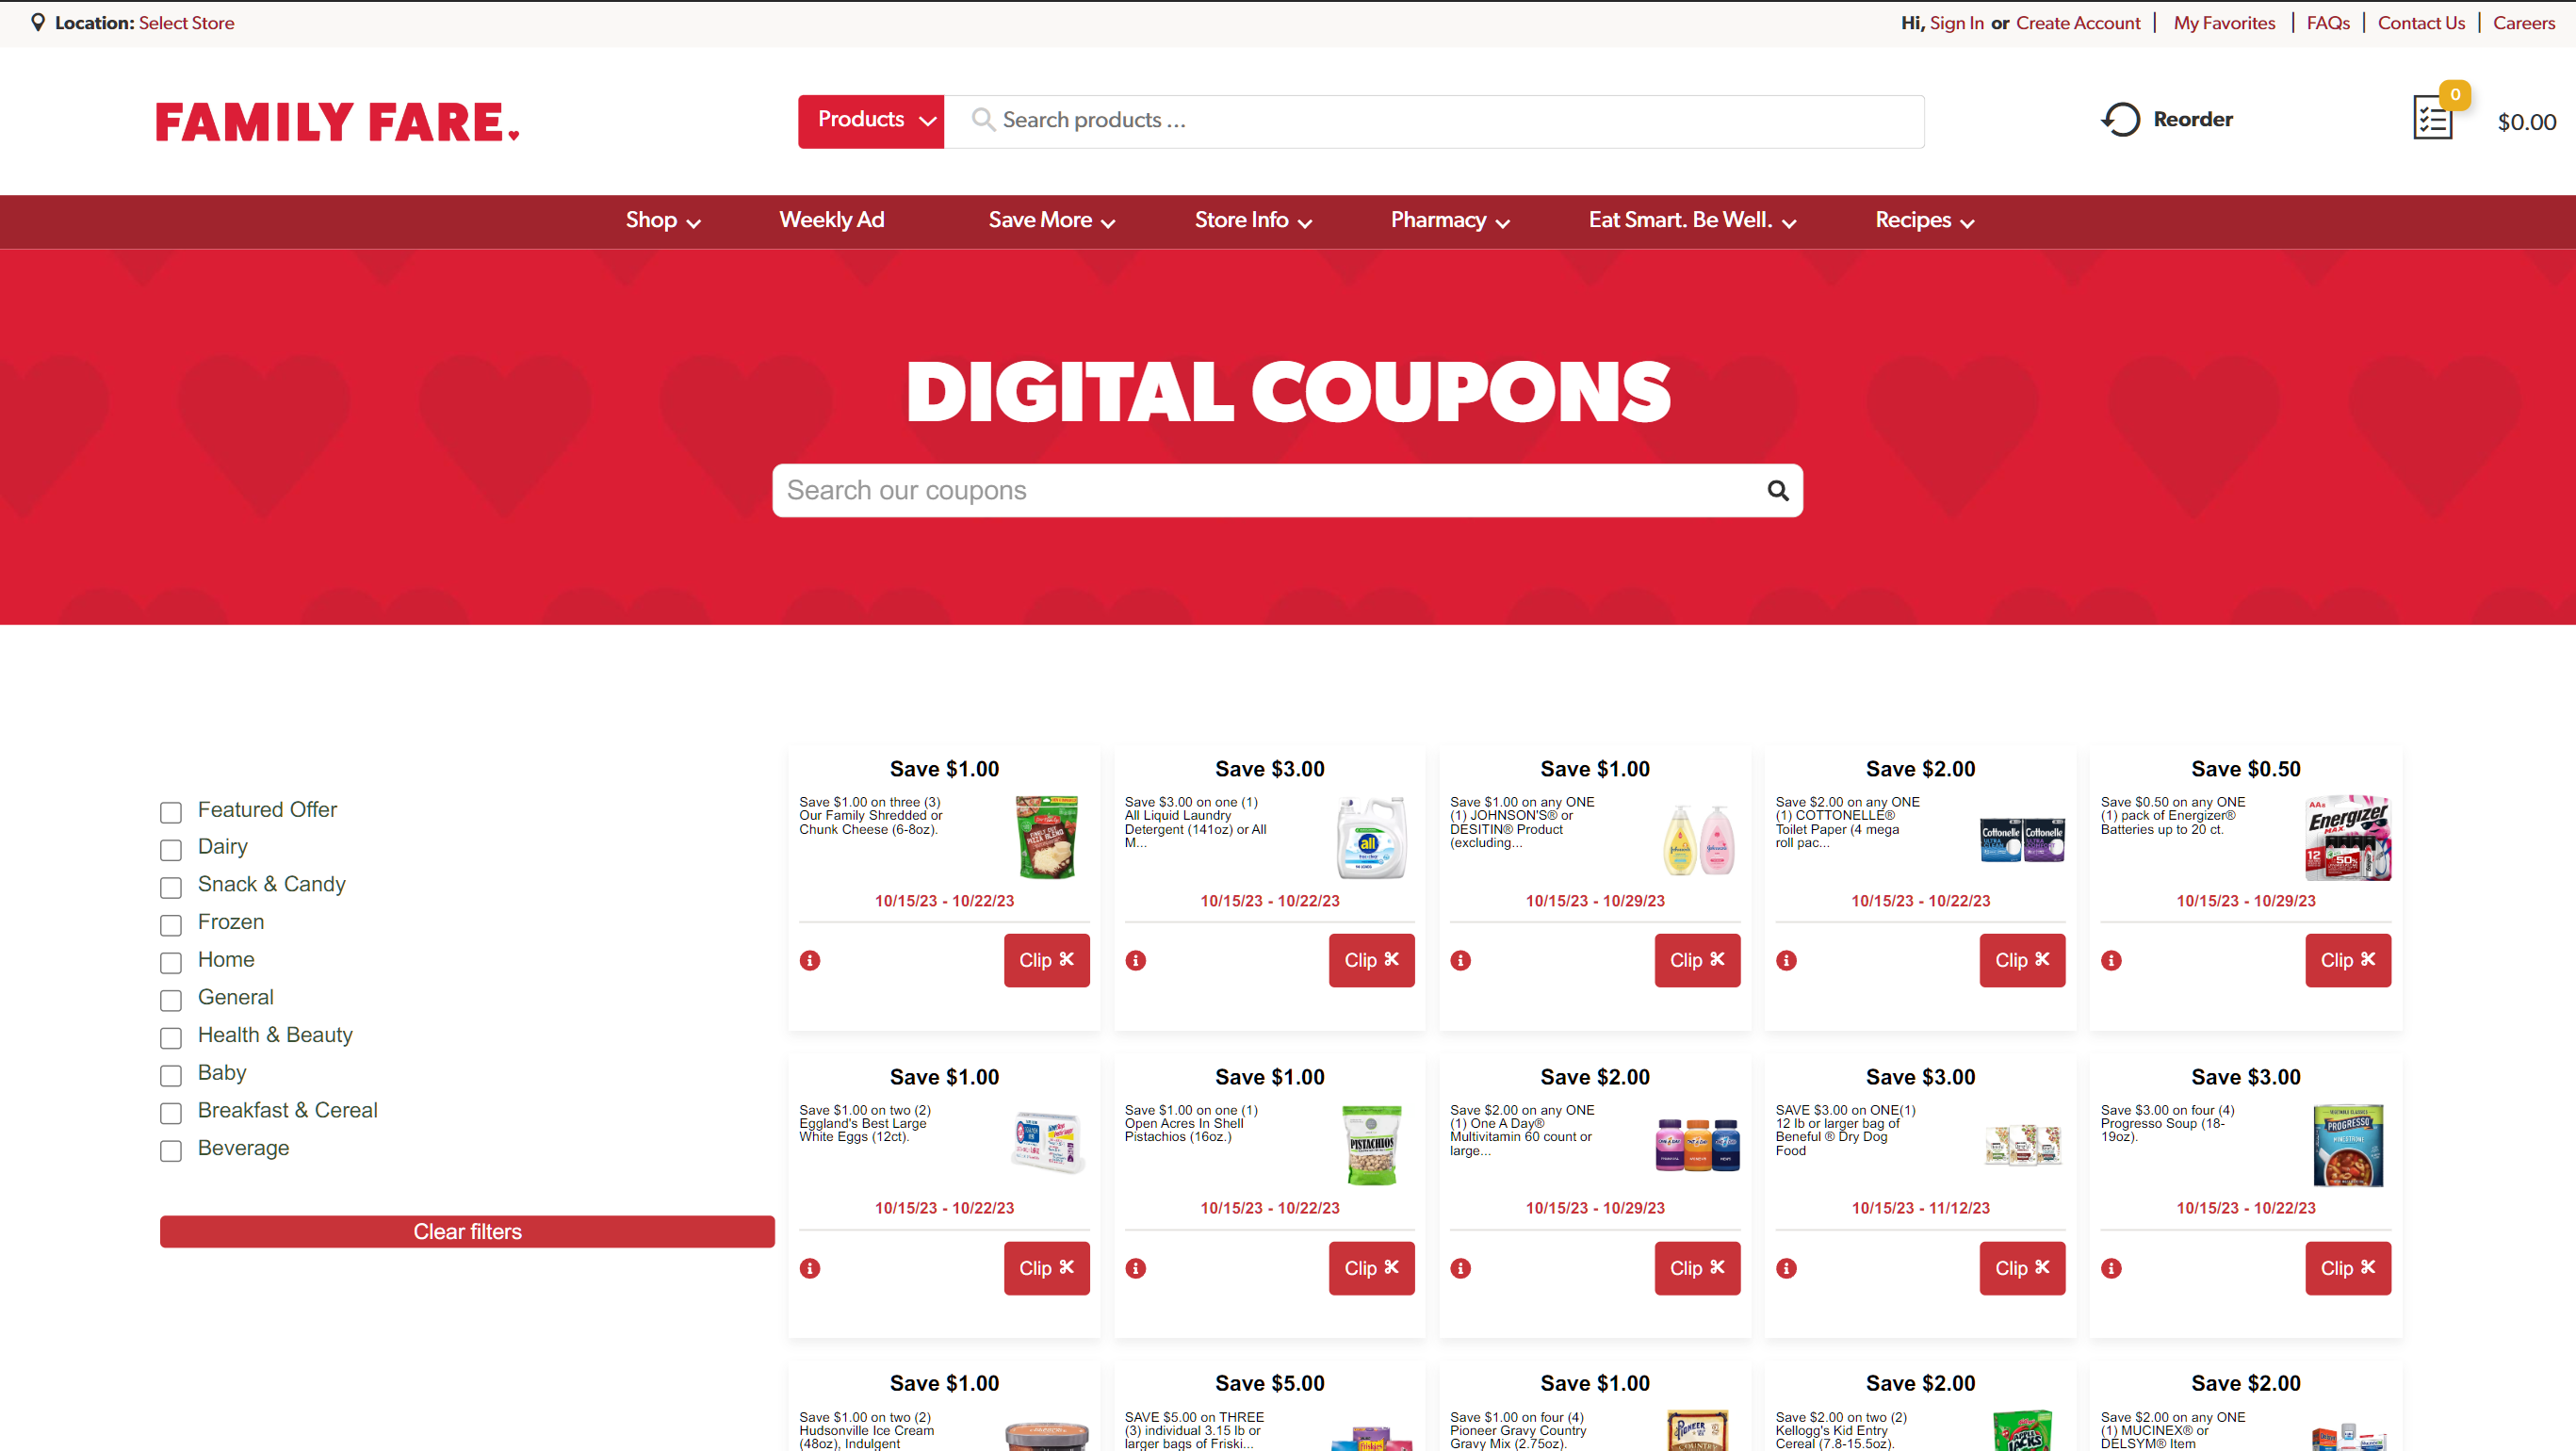 Location: Select Store
Hi, Sign In or Create Account | My Favorites | FAQs | Contact Us | Careers
FAMILY FARE.
Products
Search products ...
Reorder
0
$0.00
Shop
Weekly Ad
Save More
Store Info
Pharmacy
Eat Smart. Be Well.
Recipes
DIGITAL COUPONS
Search our coupons
Featured Offer
Dairy
Snack & Candy
Frozen
Home
General
Health & Beauty
Baby
Breakfast & Cereal
Beverage
Clear filters
Save $1.00
Save $1.00 on three (3)
Our Family Shredded or
Chunk Cheese (6-8oz).
10/15/23 - 10/22/23
Clip
Save $3.00
Save $3.00 on one (1)
All Liquid Laundry
Detergent (141oz) or All
M...
all
10/15/23 - 10/22/23
Clip
Save $1.00
Save $1.00 on any ONE
(1) JOHNSON'S® or
DESITIN® Product
(excluding...
10/15/23 - 10/29/23
Clip
Save $2.00
Save $2.00 on any ONE
(1) COTTONELLE®
Toilet Paper (4 mega
roll pac...
Cottonelle Cottonelle
10/15/23 - 10/22/23
Clip
Save $0.50
Save $0.50 on any ONE
(1) pack of Energizer®
Batteries up to 20 ct.
AA
Energizer
MAX
12
50%
10/15/23 - 10/29/23
Clip
Save $1.00
Save $1.00 on two (2)
Eggland's Best Large
White Eggs (12ct).
10/15/23 - 10/22/23
Clip
Save $1.00
Save $1.00 on one (1)
Open Acres In Shell
Pistachios (16oz.)
PISTACHIOS
10/15/23 - 10/22/23
Clip
Save $2.00
Save $2.00 on any ONE
(1) One A Day®
Multivitamin 60 count or
large...
10/15/23 - 10/29/23
Clip
Save $3.00
SAVE $3.00 on ONE(1)
12 lb or larger bag of
Beneful ® Dry Dog
Food
10/15/23 - 11/12/23
Clip
Save $3.00
Save $3.00 on four (4)
Progresso Soup (18-
19oz).
PROGRESSO
MINESTRONE
10/15/23 - 10/22/23
Clip
Save $1.00
Save $1.00 on two (2)
Hudsonville Ice Cream
(48oz), Indulgent
Save $5.00
SAVE $5.00 on THREE
(3) individual 3.15 lb or
larger bags of Friski...
friskies
Save $1.00
Save $1.00 on four (4)
Pioneer Gravy Country
Gravy Mix (2.75oz).
PIONEER
COUNTRY
Save $2.00
Save $2.00 on two (2)
Kellogg's Kid Entry
Cereal (7.8-15.5oz).
APPLE
JACKS
Save $2.00
Save $2.00 on any ONE
(1) MUCINEX® or
DELSYM® Item